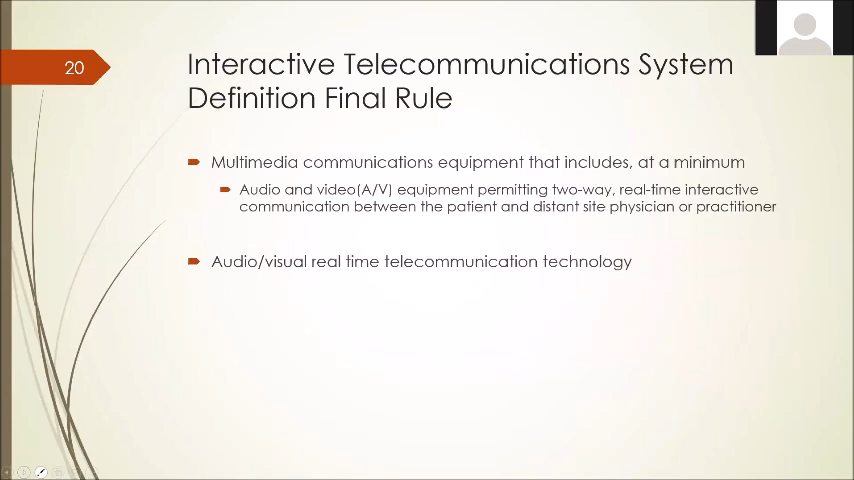 20
Interactive Telecommunications System
Definition Final Rule
Multimedia communications equipment that includes, at a minimum
Audio and video(A/V) equipment permitting two-way, real-time interactive
communication between the patient and distant site physician or practitioner
Audio/visual real time telecommunication technology